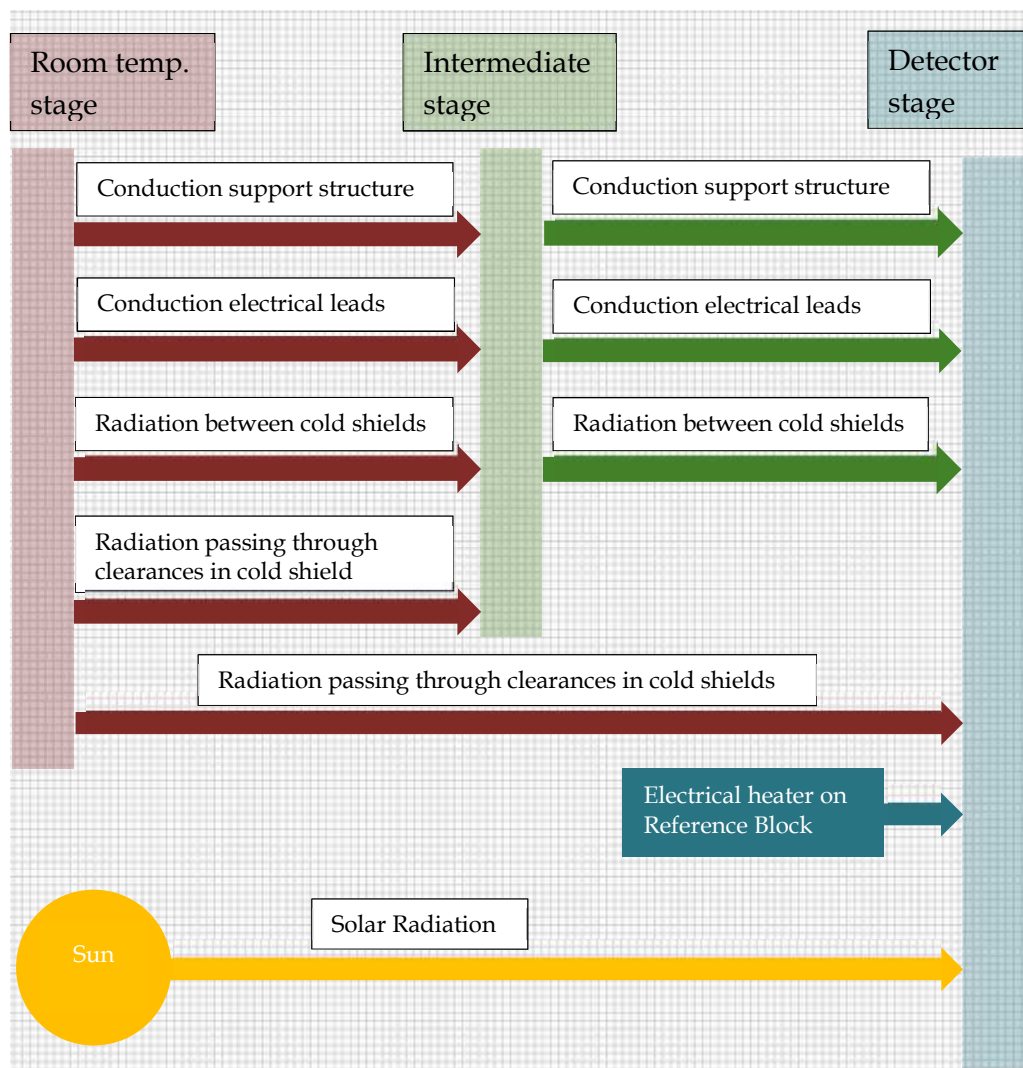 Room temp.
stage
Intermediate
stage
Detector
stage
Conduction support structure
Conduction support structure
Conduction electrical leads
Conduction electrical leads
Radiation between cold shields
Radiation between cold shields
Radiation passing through
clearances in cold shield
Radiation passing through clearances in cold shields
Electrical heater on
Reference Block
Solar Radiation
Sun